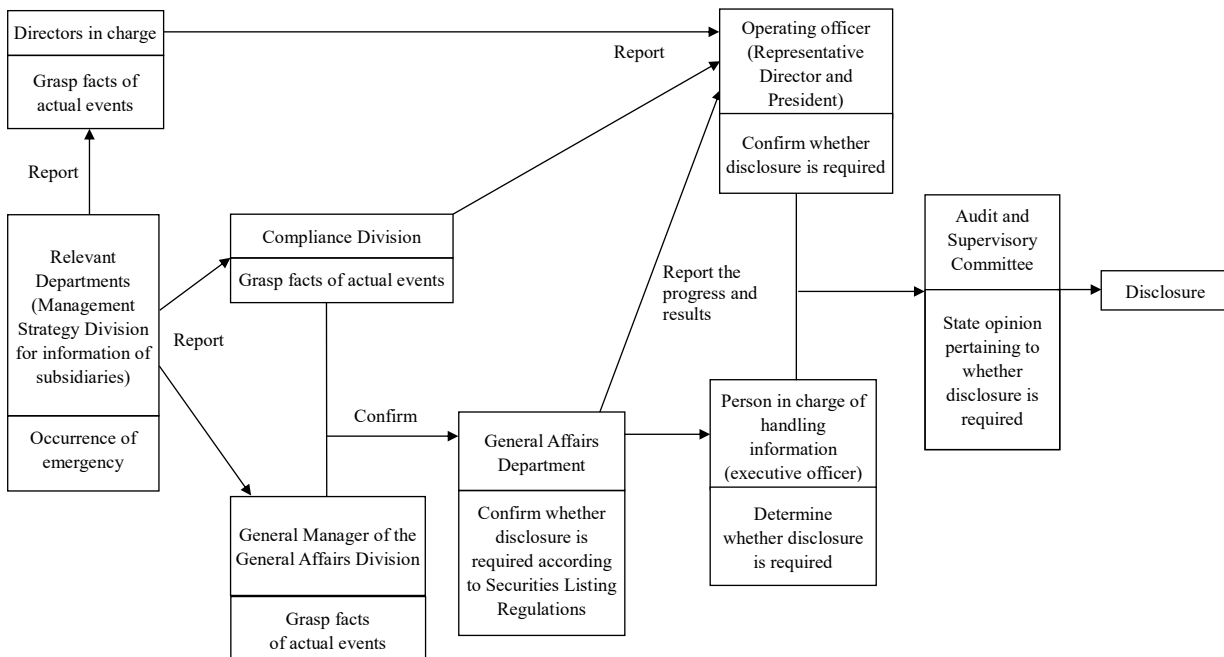 Directors in charge
Grasp facts of
actual events
Report
Operating officer
(Representative
Director and
President)
Confirm whether
disclosure is required
Report
Relevant
Departments
(Management
Strategy Division
for information of
subsidiaries)
Occurrence of
emergency
Compliance Division
Grasp facts of actual events
Report
Report the
progress and
results
Audit and
Supervisory
Committee
State opinion
pertaining to
whether
disclosure is
required
Disclosure
Confirm
General Manager of the
General Affairs Division
Grasp facts
of actual events
General Affairs
Department
Confirm whether
disclosure is
required according
to Securities Listing
Regulations
Person in charge of
handling
information
(executive officer)
Determine
whether disclosure
is required